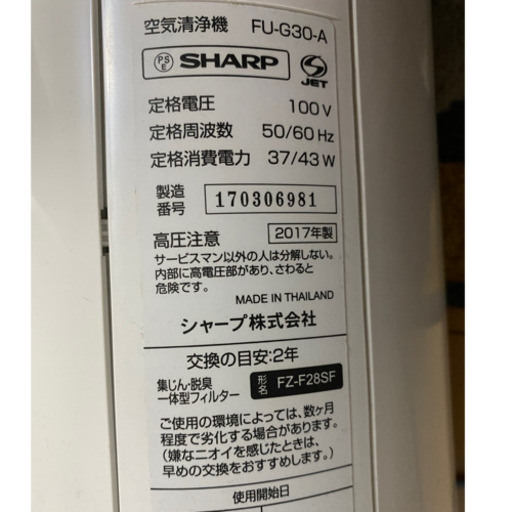 空気清浄機 FU-G30-A
PSE SHARP JET
定格電圧 100V
定格周波数 50/60 Hz
定格消費電力 37/43 W
製造番号 170306981
高圧注意 2017年製
サービスマン以外の人は分解しない。
内部に高電圧部があり、さわると
危険です。
MADE IN THAILAND
シャープ株式会社
交換の目安:2年
集じん・脱臭
一体型フィルター 形名 FZ-F28SF
ご使用の環境によっては、数ヶ月
程度で劣化する場合があります。
(嫌なニオイを感じたときは、
早めの交換をおすすめします。)
使用開始日